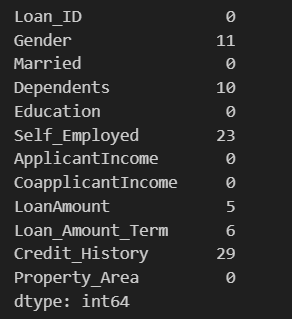 Loan_ID 0
Gender 11
Married 0
Dependents 10
Education 0
Self_Employed 23
ApplicantIncome 0
CoapplicantIncome 0
LoanAmount 5
Loan_Amount_Term 6
Credit_History 29
Property_Area 0
dtype: int64